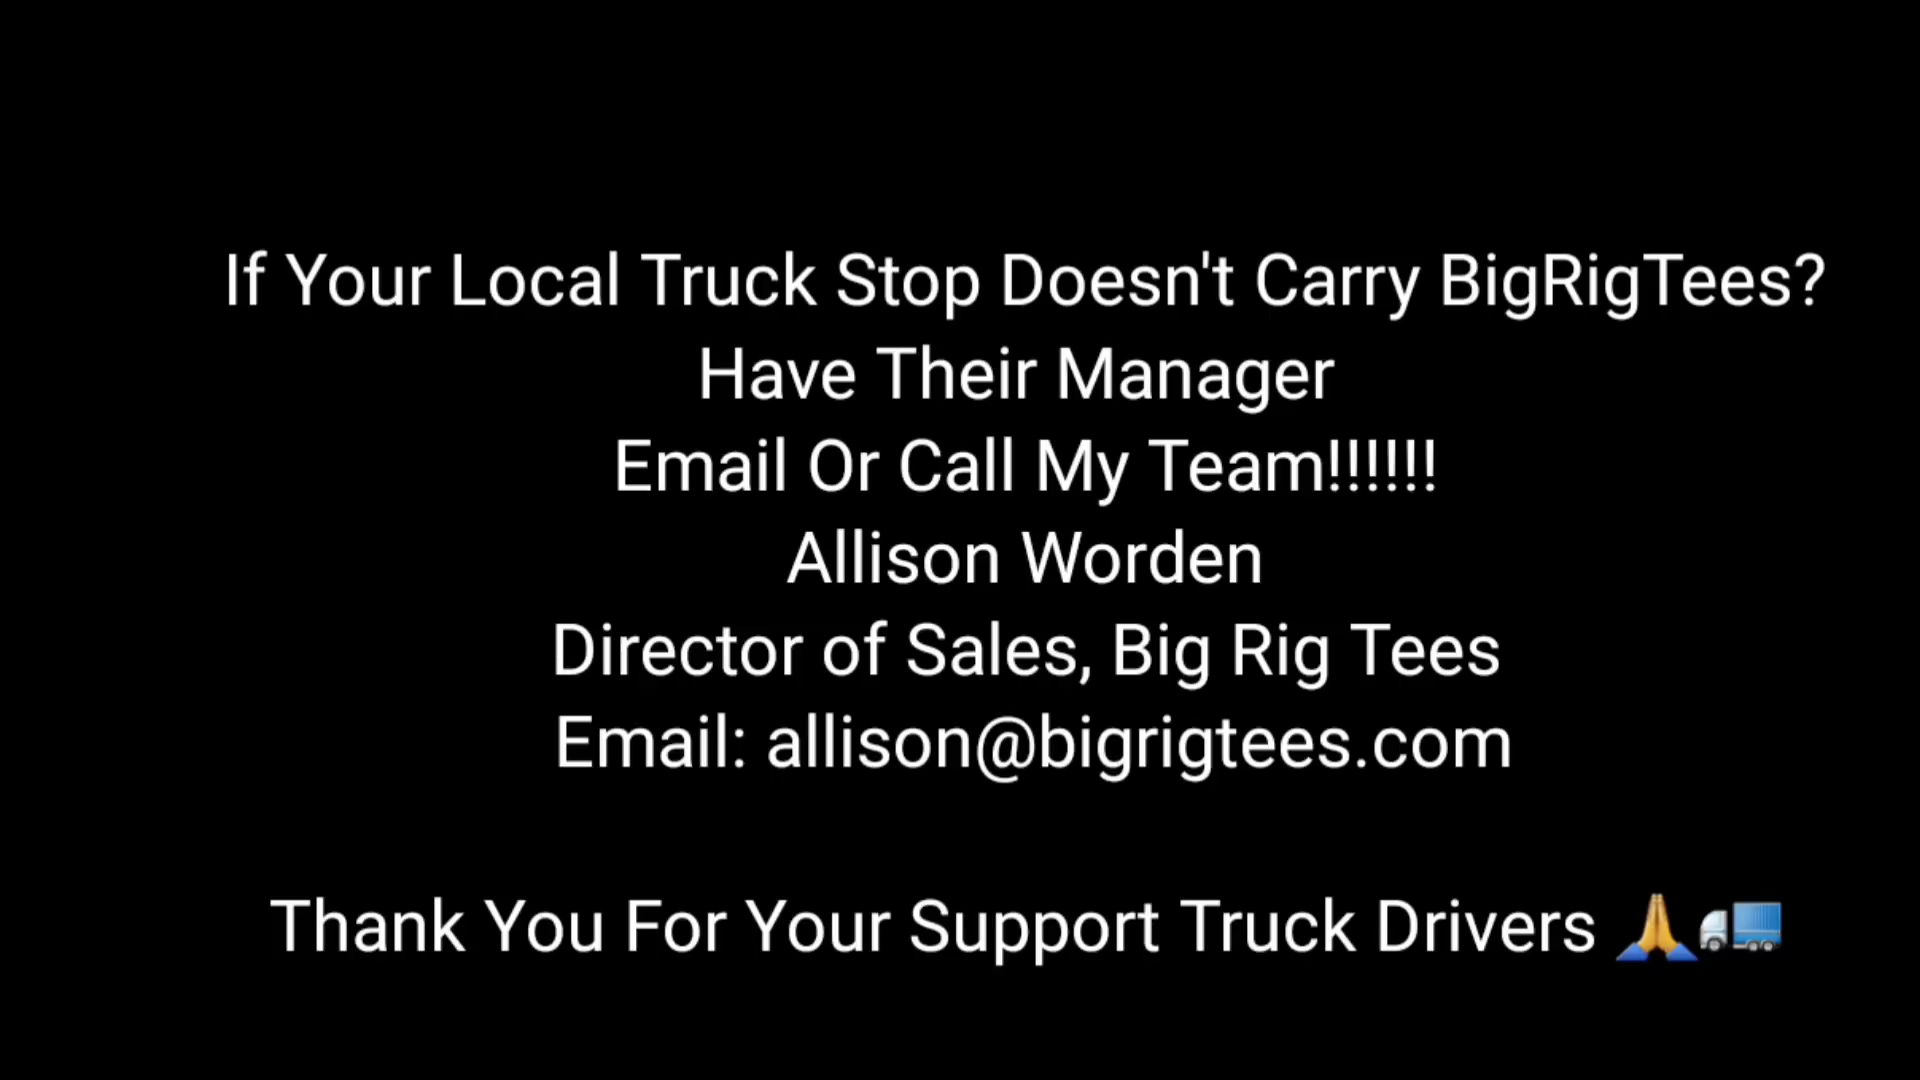 If Your Local Truck Stop Doesn't Carry BigRigTees?
Have Their Manager
Email Or Call My Team!!!!!!
Allison Worden
Director of Sales, Big Rig Tees
Email: allison@bigrigtees.com
Thank You For Your Support Truck Drivers 🙏🚛